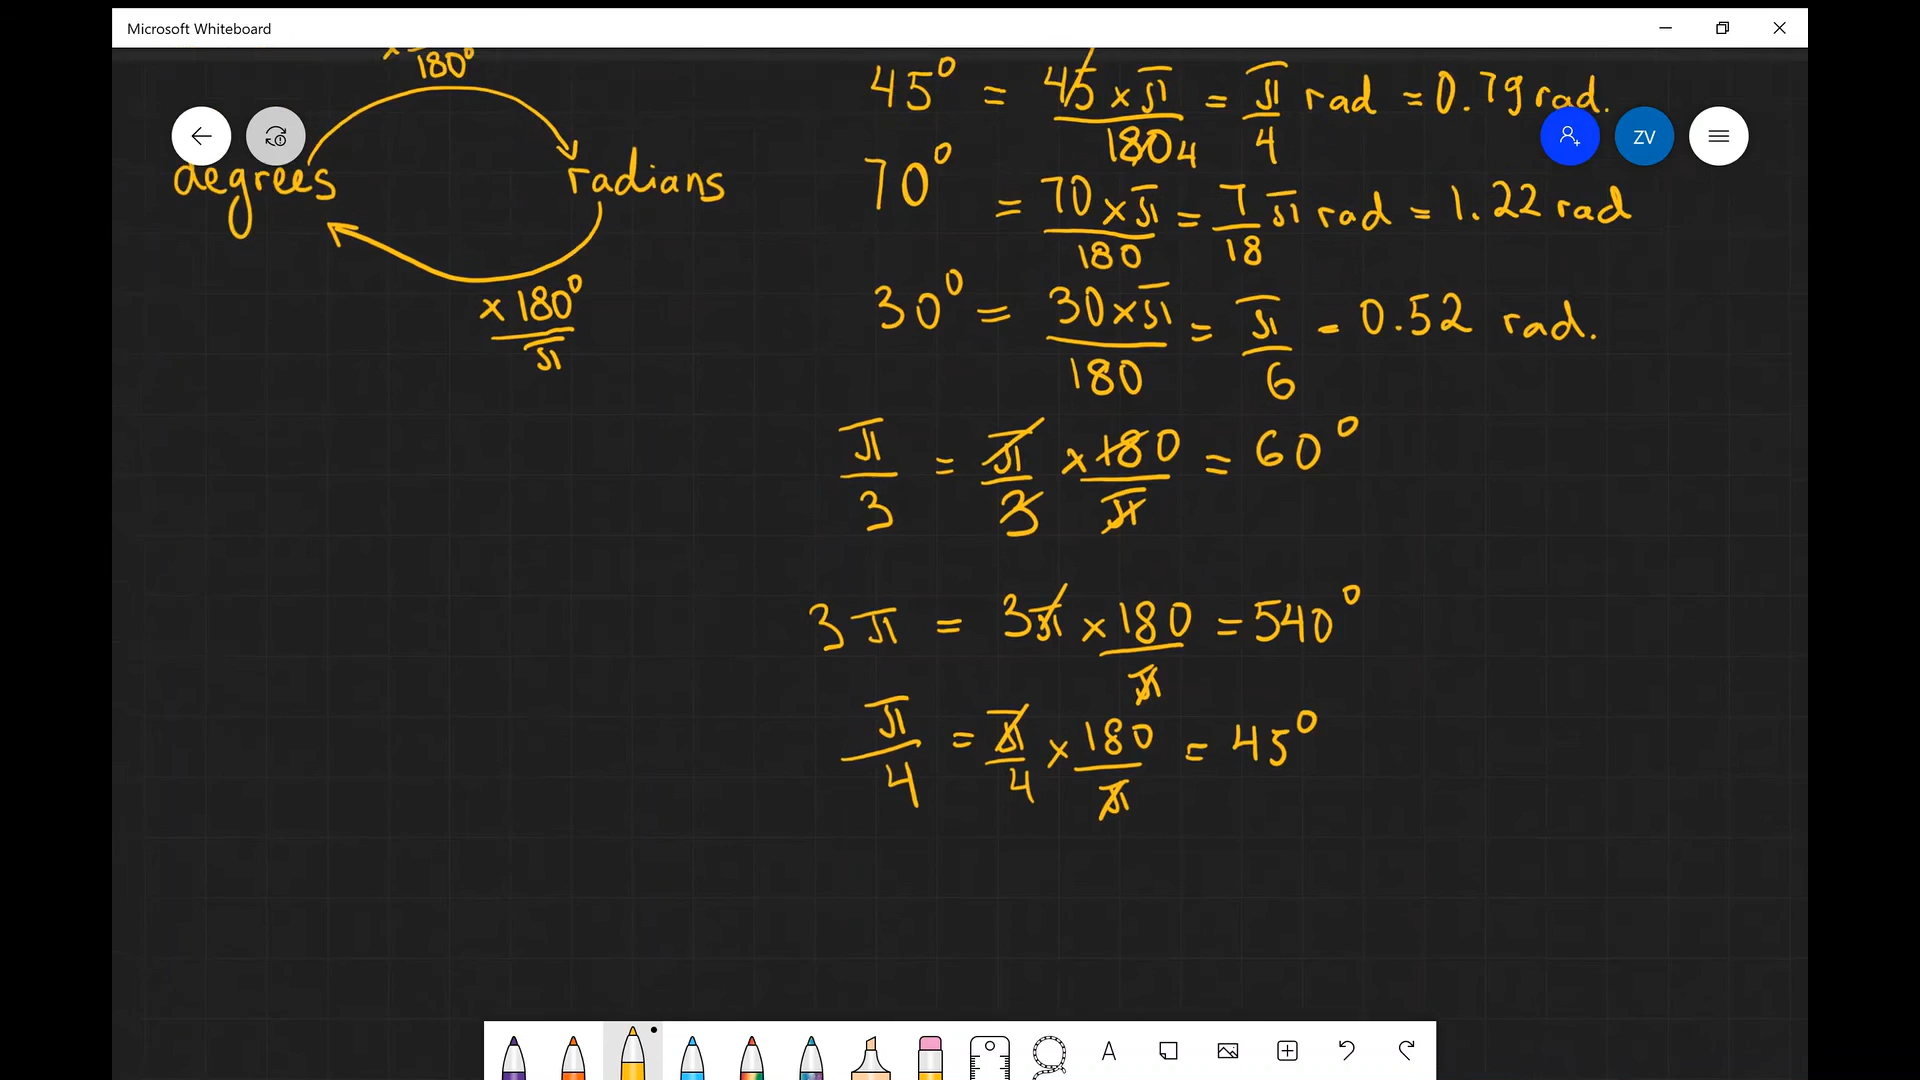 Microsoft Whiteboard
× 180°
degrees
radians
× 180°
π
45° = 45 × π = π rad = 0.79 rad.
180 4 4
ZV
70° = 70 × π = 7 π rad = 1.22 rad
180 18
30° = 30 × π = π = 0.52 rad.
180 6
π = π × 180 = 60°
3 3 π
3π = 3π × 180 = 540°
π
π = π × 180 = 45°
4 4 π
A